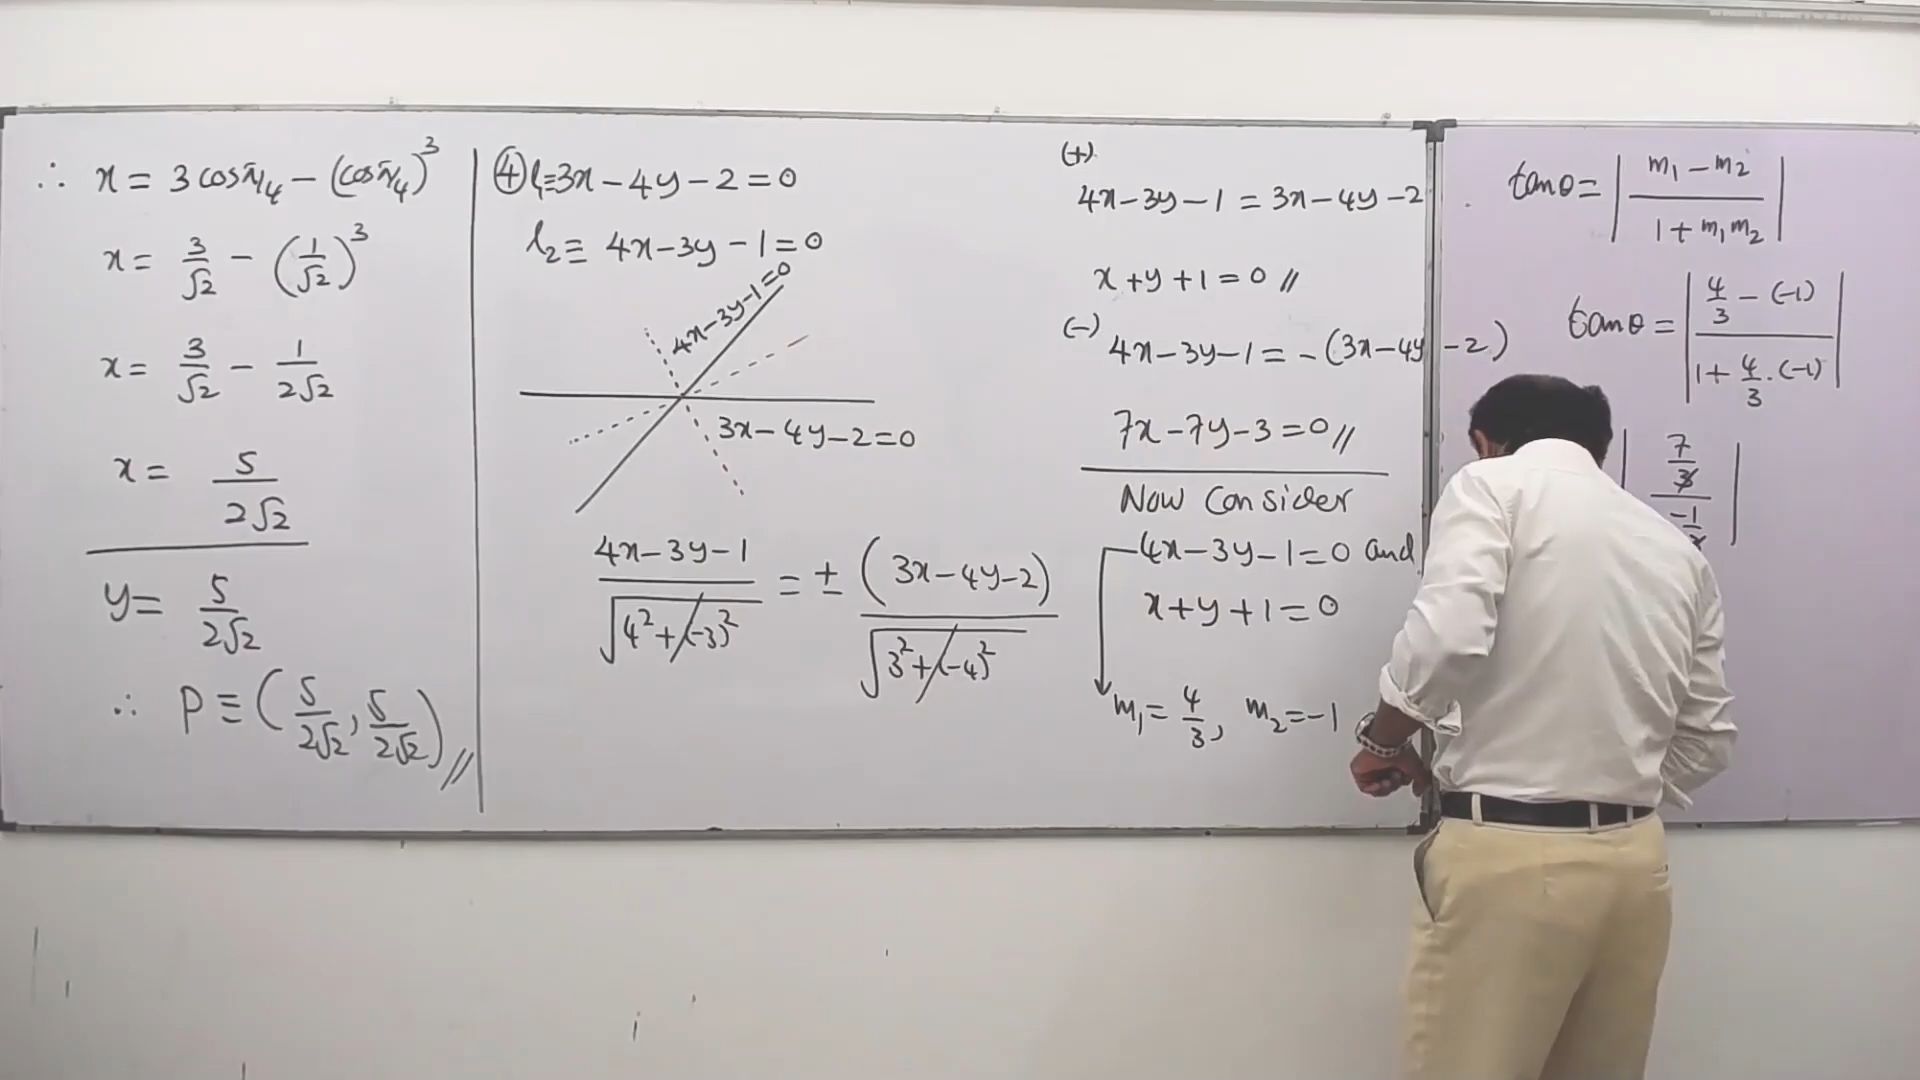 ∴ x = 3 cos π/4 − (cos π/4)³
x = 3/√2 − (1/√2)³
x = 3/√2 − 1/2√2
x = 5/2√2
y = 5/2√2
∴ P ≡ (5/2√2, 5/2√2) //
④ l₁≡3x − 4y − 2 = 0
l₂ ≡ 4x − 3y − 1 = 0
4x − 3y − 1 = 0
3x − 4y − 2 = 0
(4x − 3y − 1)/√(4² + (−3)²) = ± (3x − 4y − 2)/√(3² + (−4)²)
(+)
4x − 3y − 1 = 3x − 4y − 2
x + y + 1 = 0 //
(−)
4x − 3y − 1 = − (3x − 4y − 2)
7x − 7y − 3 = 0 //
Now Consider
4x − 3y − 1 = 0 and
x + y + 1 = 0
m₁ = 4/3, m₂ = −1
tan θ = |(m₁ − m₂)/(1 + m₁m₂)|
tan θ = |(4/3 − (−1))/(1 + 4/3 . (−1))|
|(7/3)/(−1/3)|